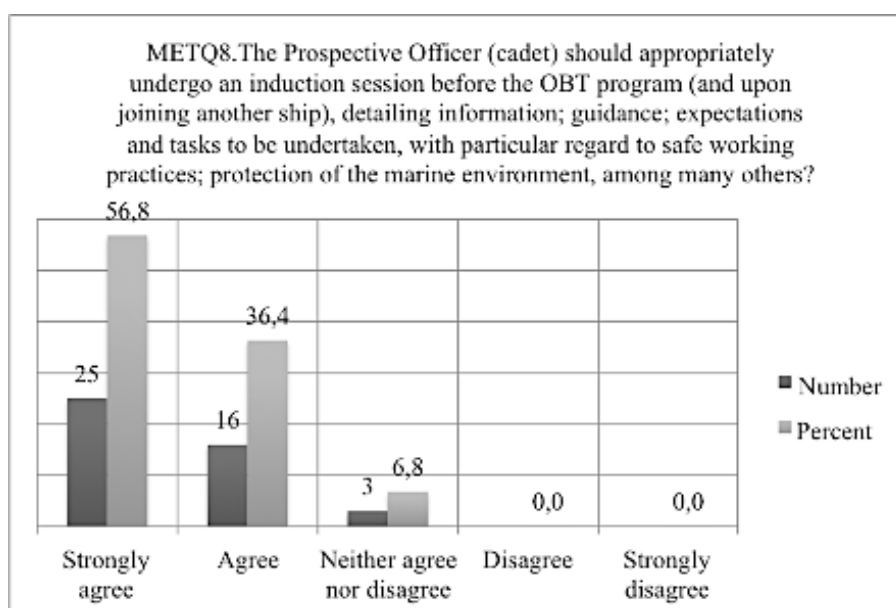 METQ8.The Prospective Officer (cadet) should appropriately
undergo an induction session before the OBT program (and upon
joining another ship), detailing information; guidance; expectations
and tasks to be undertaken, with particular regard to safe working
practices; protection of the marine environment, among many others?
56,8
36,4
25
16
6,8
3
0,0
0,0
Number
Percent
Strongly agree
Agree
Neither agree nor disagree
Disagree
Strongly disagree